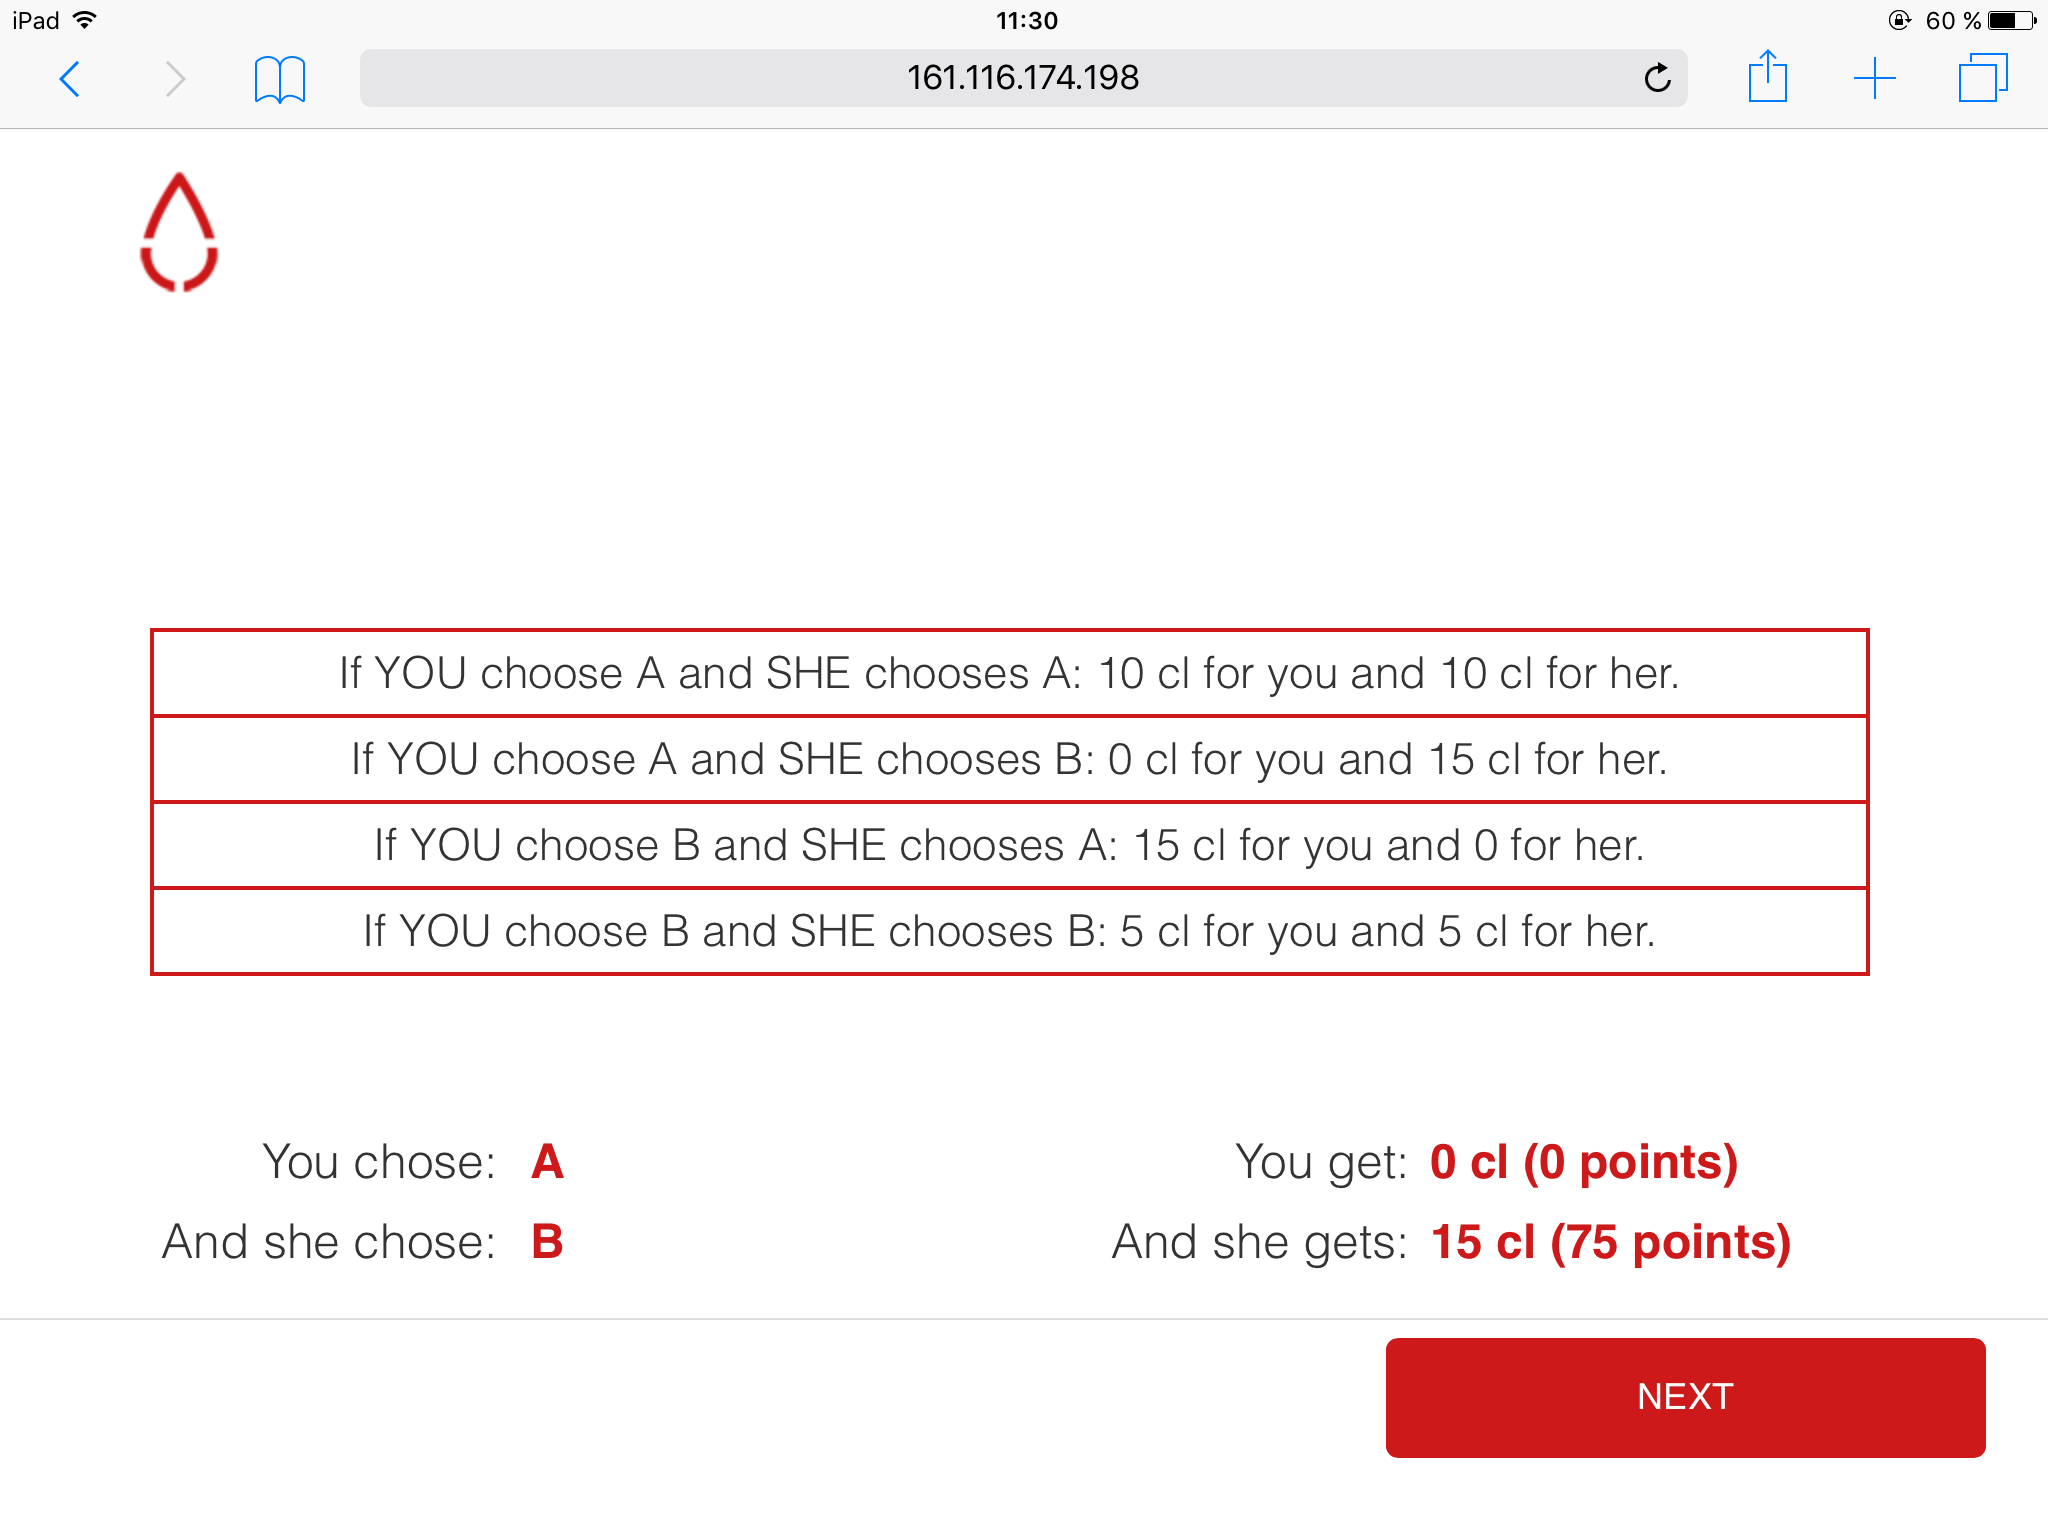 iPad 11:30 60 %
161.116.174.198
If YOU choose A and SHE chooses A: 10 cl for you and 10 cl for her.
If YOU choose A and SHE chooses B: 0 cl for you and 15 cl for her.
If YOU choose B and SHE chooses A: 15 cl for you and 0 for her.
If YOU choose B and SHE chooses B: 5 cl for you and 5 cl for her.
You chose: A You get: 0 cl (0 points)
And she chose: B And she gets: 15 cl (75 points)
NEXT